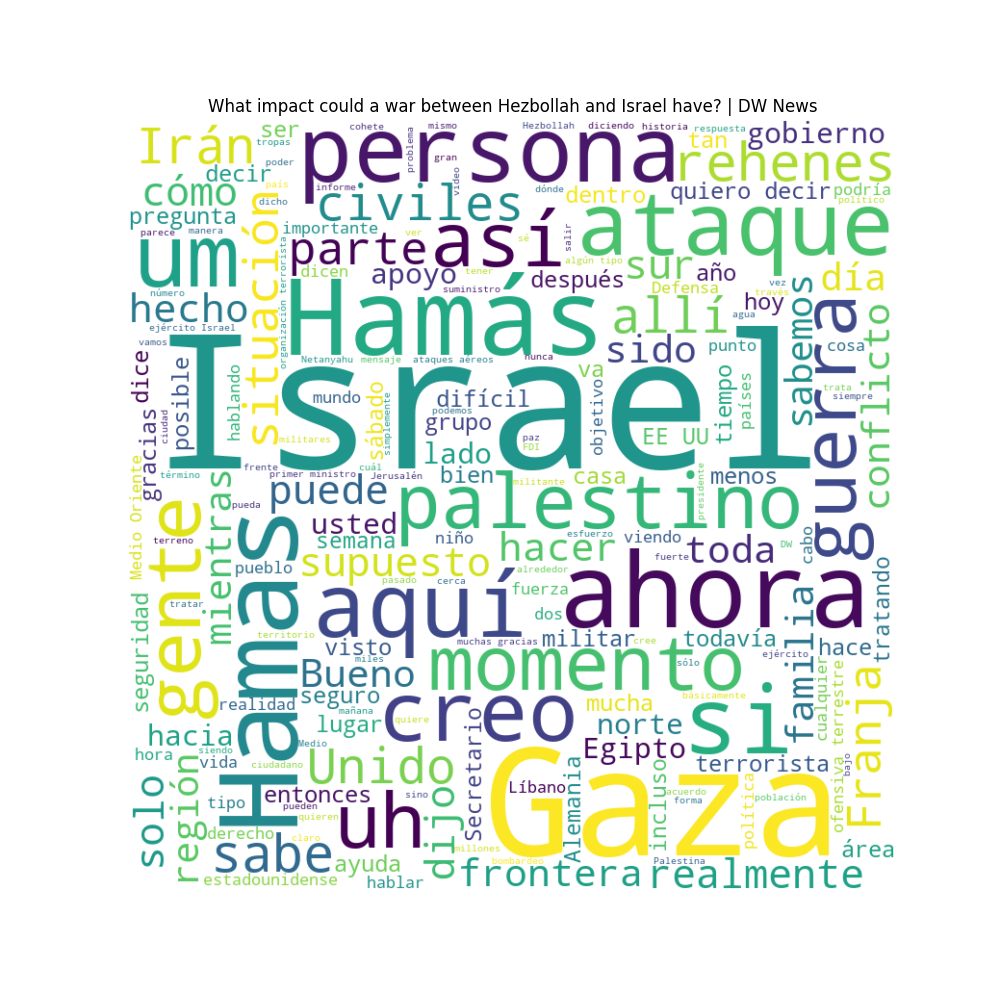 What impact could a war between Hezbollah and Israel have? | DW News
Irán
ser
tropas
cohete
mismo
Hezbollah
diciendo
historia
respuesta
tan
gobierno
persona
problema
gran
video
rehenes
decir
poder
cómo
país
dicho
informe
civiles
dónde
dentro
quiero decir
podría
político
pregunta
importante
ataque
parece
manera
um
parte
así
ver
sé
salir
algún tipo
sur
año
día
situación
organización terrorista
dicen
apoyo
tener
suministro
después
Defensa
vez
través
número
hecho
Hamás
allí
hoy
agua
sabemos
guerra
conflicto
ejército Israel
vamos
Israel
sido
punto
cosa
Netanyahu
mensaje
ataques aéreos
nunca
va
dice
posible
hablando
mundo
sábado
simplemente
difícil
podemos
grupo
objetivo
tiempo
países
trata
siempre
gracias
ciudad
militares
paz
FDI
EE UU
término
frente
primer ministro
cuál
Jerusalén
lado
bien
militante
casa
presidente
menos
Medio Oriente
gente
mientras
pueda
puede
palestino
terreno
usted
semana
niño
esfuerzo
viendo
toda
DW
cabo
seguridad
pueblo
supuesto
hacer
fuerte
pasado
cerca
alrededor
fuerza
ahora
tratar
Hamas
aquí
dos
familia
tratando
territorio
visto
miles
muchas gracias
militar
cree
todavía
sólo
ejército
hace
Bueno
momento
cualquier
ofensiva terrestre
Franja
realidad
seguro
creo
mucha
básicamente
si
hacia
mañana
lugar
quiere
Secretario
norte
hora
siendo
vida
Medio
ciudadano
Unido
Egipto
terrorista
bajo
solo
región
tipo
entonces
pueden
sino
Líbano
Gaza
Alemania
incluso
acuerdo
forma
política
población
derecho
quieren
claro
uh
dijo
millones
bombardeo
Palestina
área
sabe
ayuda
estadounidense
hablar
frontera
realmente